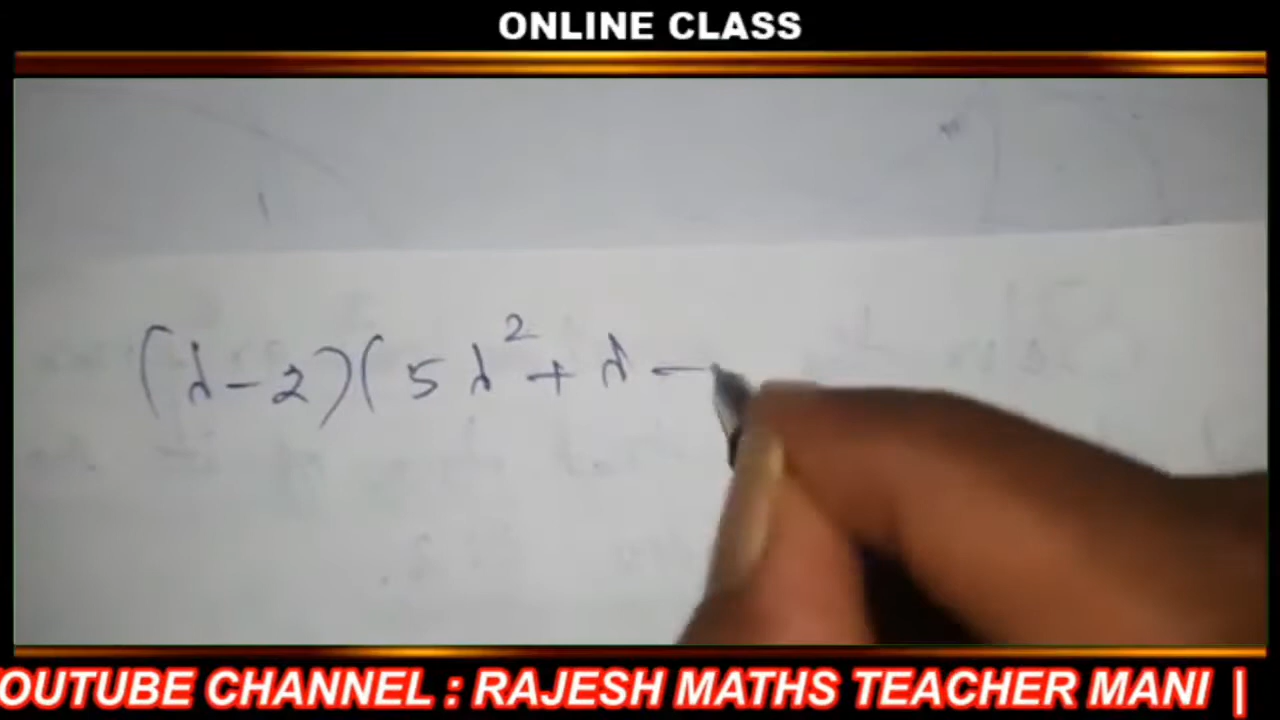 ONLINE CLASS
(λ-2)(5λ²+λ-
OUTUBE CHANNEL : RAJESH MATHS TEACHER MANI |